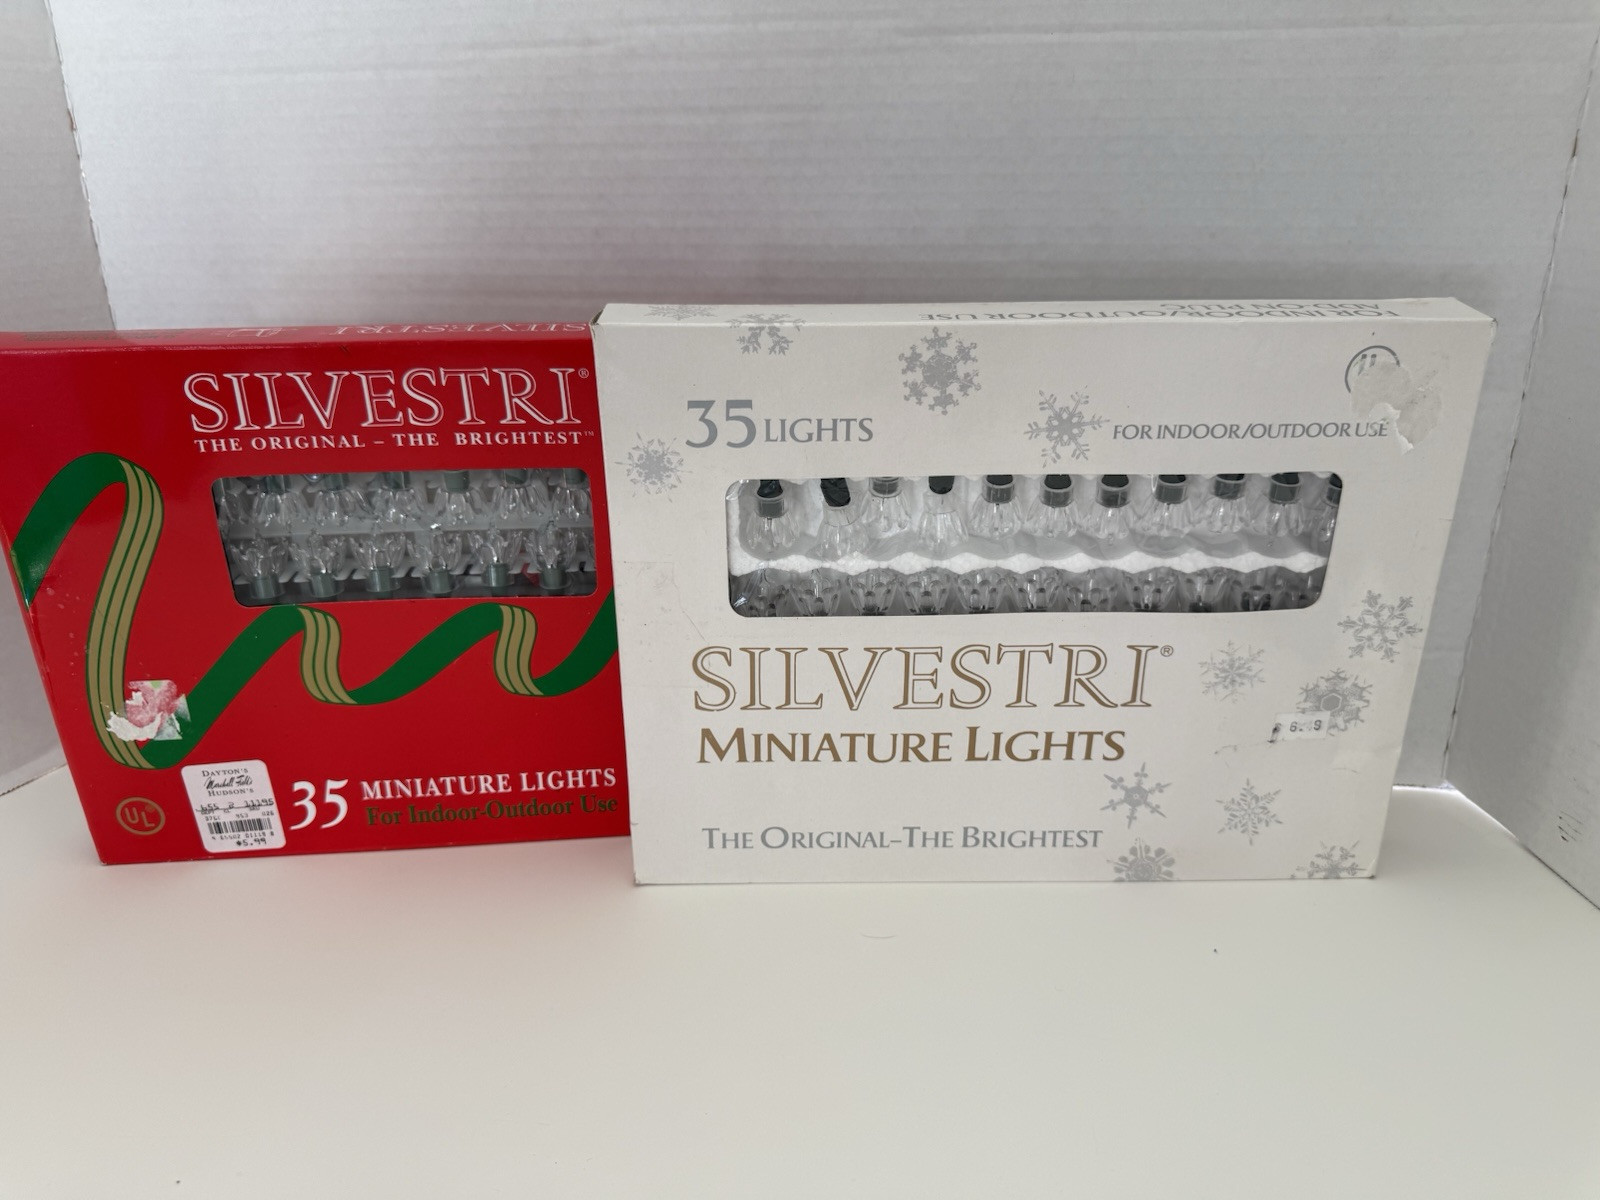 SILVESTRI
SILVESTRI®
THE ORIGINAL – THE BRIGHTEST™
DAYTON'S
Marshall Field's
HUDSON'S
$5.99
UL
35 MINIATURE LIGHTS
For Indoor-Outdoor Use
FOR INDOOR/OUTDOOR USE
ADD-ON PLUG
35 LIGHTS
FOR INDOOR/OUTDOOR USE
SILVESTRI®
MINIATURE LIGHTS
THE ORIGINAL–THE BRIGHTEST